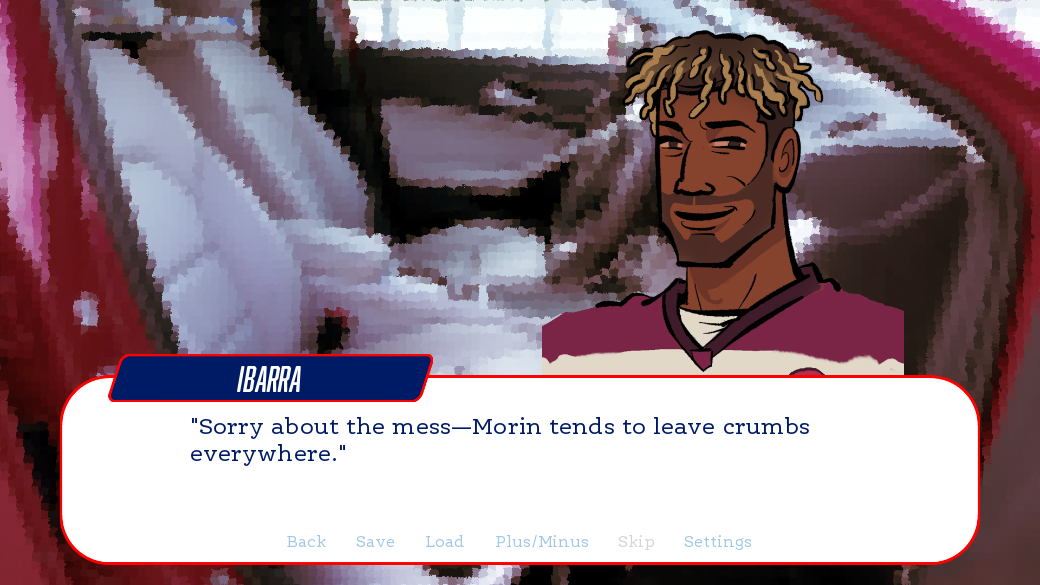 IBARRA
"Sorry about the mess—Morin tends to leave crumbs
everywhere."
Back Save Load Plus/Minus Skip Settings